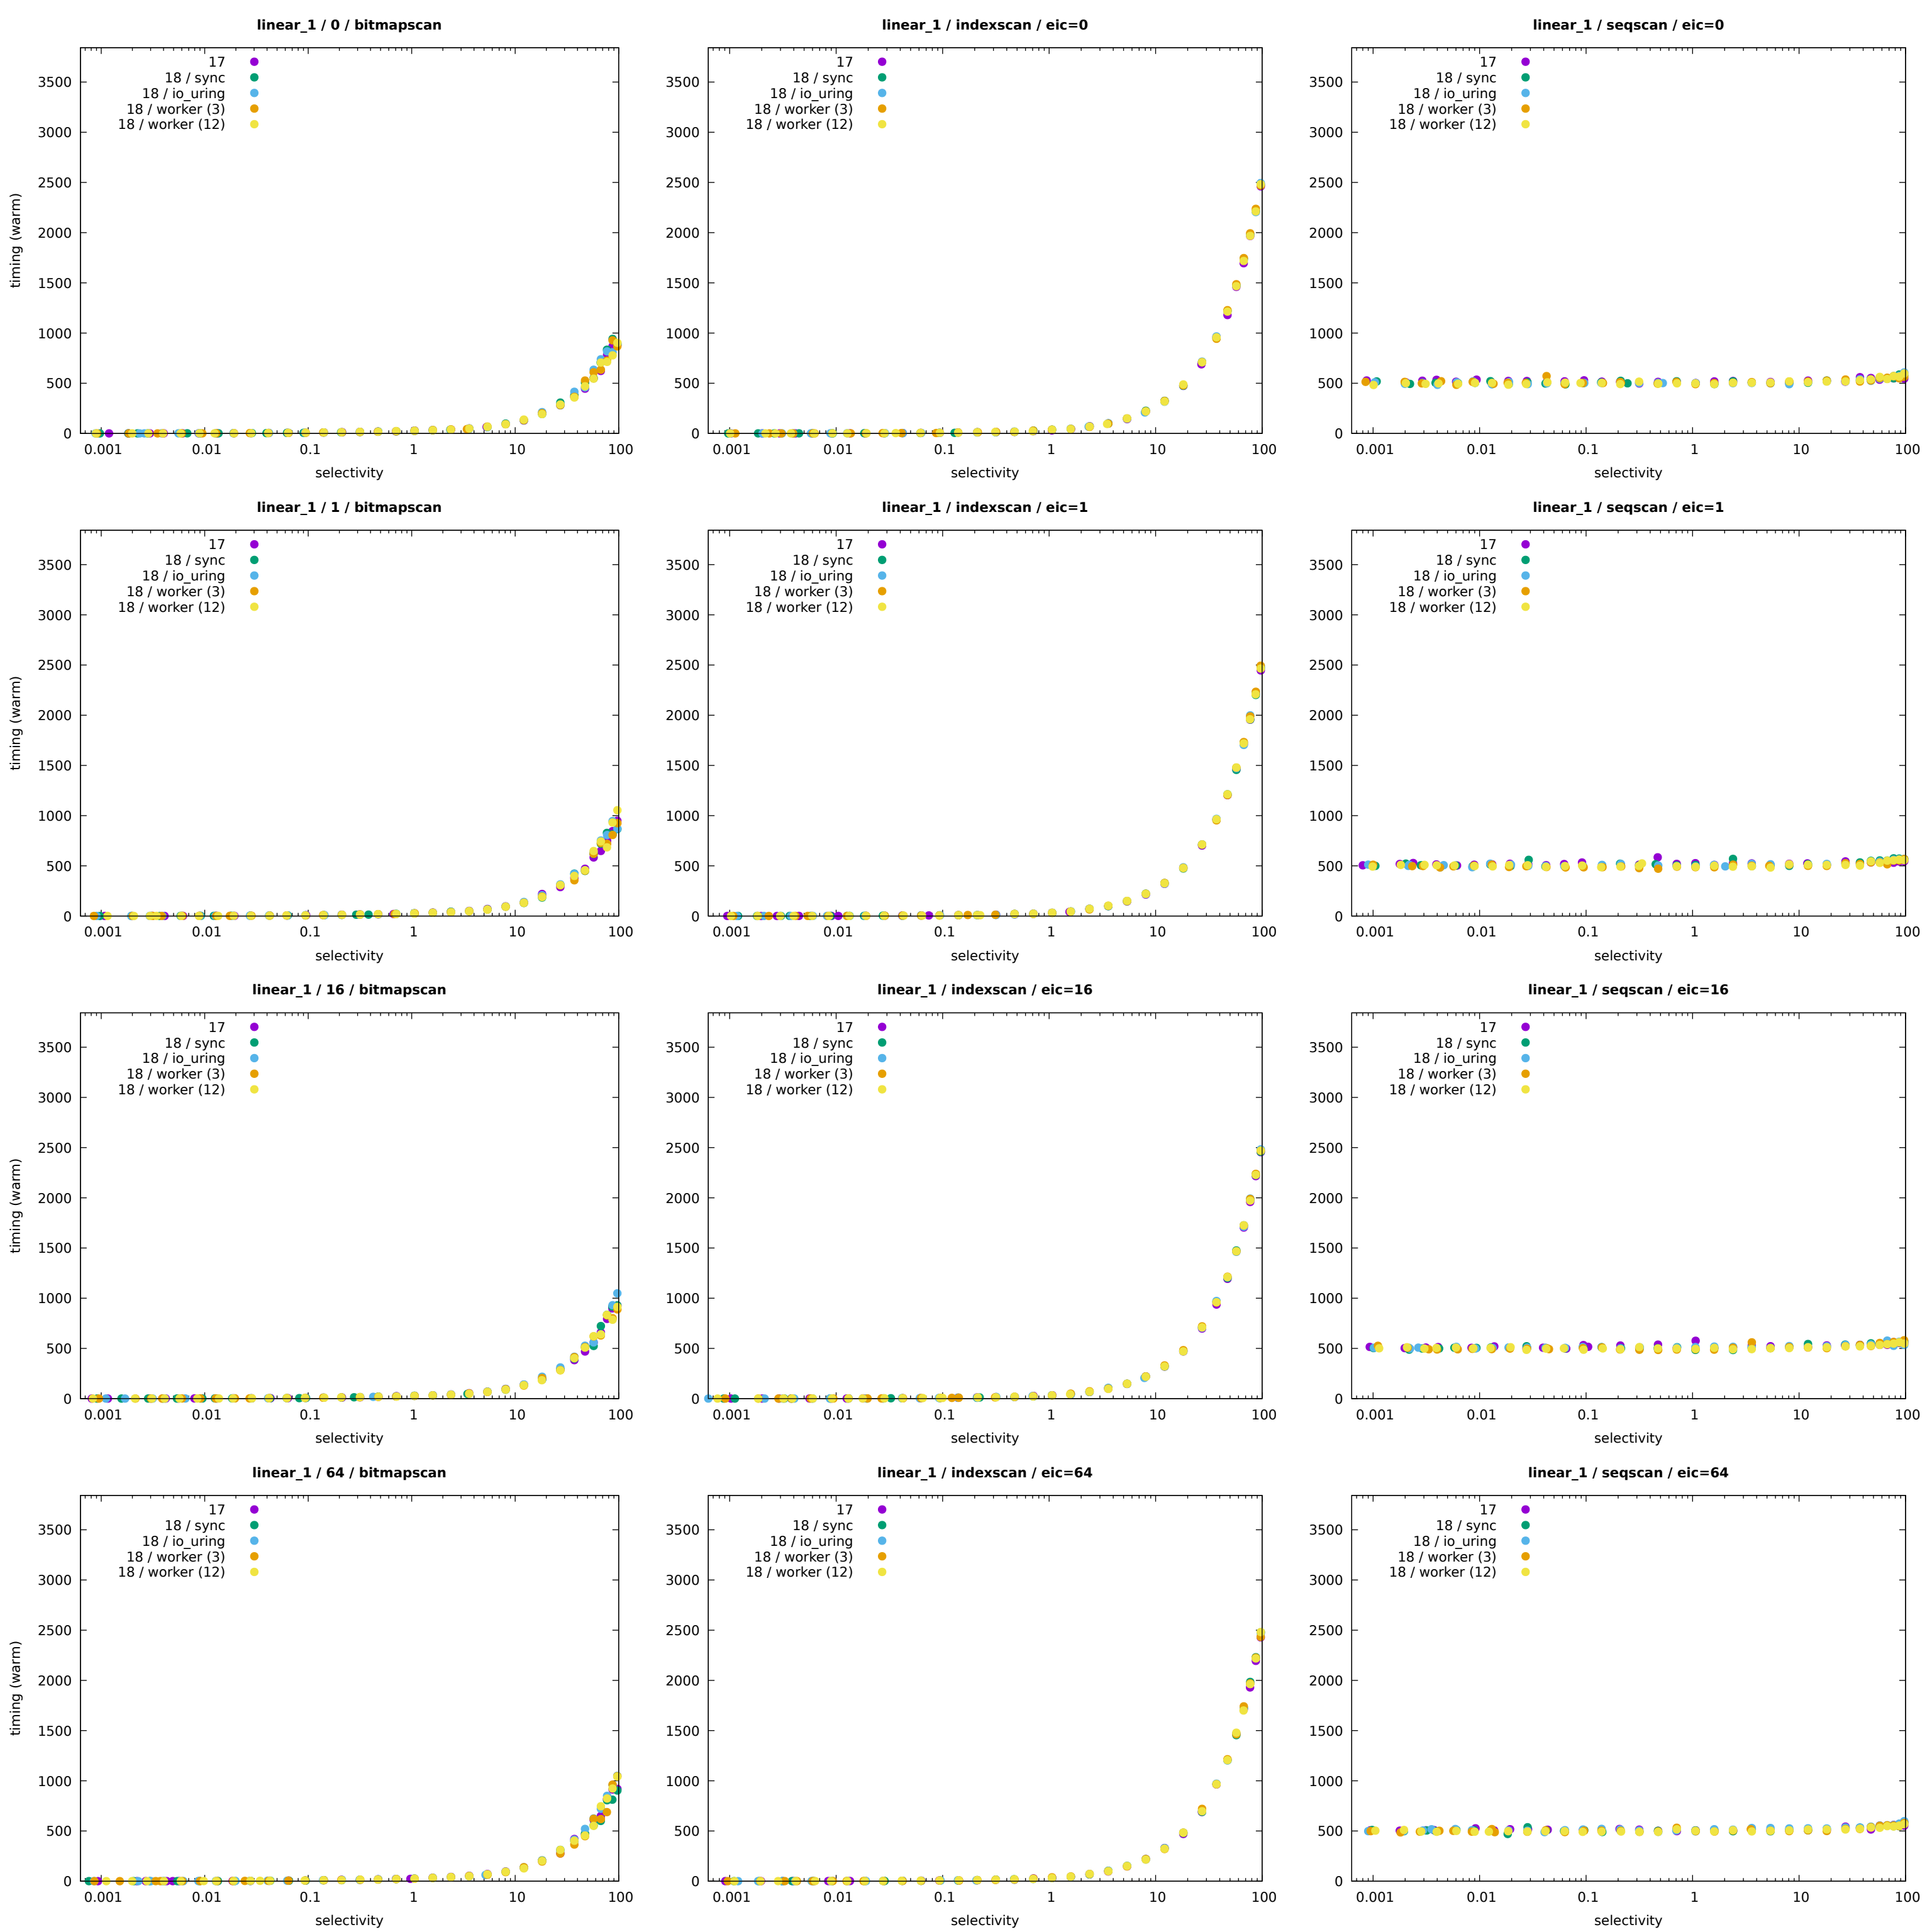 linear_1 / 0 / bitmapscan
17
18 / sync
18 / io_uring
18 / worker (3)
18 / worker (12)
timing (warm)
3500
3000
2500
2000
1500
1000
500
0
0.001 0.01 0.1 1 10 100
selectivity
linear_1 / indexscan / eic=0
17
18 / sync
18 / io_uring
18 / worker (3)
18 / worker (12)
3500
3000
2500
2000
1500
1000
500
0
0.001 0.01 0.1 1 10 100
selectivity
linear_1 / seqscan / eic=0
17
18 / sync
18 / io_uring
18 / worker (3)
18 / worker (12)
3500
3000
2500
2000
1500
1000
500
0
0.001 0.01 0.1 1 10 100
selectivity
linear_1 / 1 / bitmapscan
17
18 / sync
18 / io_uring
18 / worker (3)
18 / worker (12)
timing (warm)
3500
3000
2500
2000
1500
1000
500
0
0.001 0.01 0.1 1 10 100
selectivity
linear_1 / indexscan / eic=1
17
18 / sync
18 / io_uring
18 / worker (3)
18 / worker (12)
3500
3000
2500
2000
1500
1000
500
0
0.001 0.01 0.1 1 10 100
selectivity
linear_1 / seqscan / eic=1
17
18 / sync
18 / io_uring
18 / worker (3)
18 / worker (12)
3500
3000
2500
2000
1500
1000
500
0
0.001 0.01 0.1 1 10 100
selectivity
linear_1 / 16 / bitmapscan
17
18 / sync
18 / io_uring
18 / worker (3)
18 / worker (12)
timing (warm)
3500
3000
2500
2000
1500
1000
500
0
0.001 0.01 0.1 1 10 100
selectivity
linear_1 / indexscan / eic=16
17
18 / sync
18 / io_uring
18 / worker (3)
18 / worker (12)
3500
3000
2500
2000
1500
1000
500
0
0.001 0.01 0.1 1 10 100
selectivity
linear_1 / seqscan / eic=16
17
18 / sync
18 / io_uring
18 / worker (3)
18 / worker (12)
3500
3000
2500
2000
1500
1000
500
0
0.001 0.01 0.1 1 10 100
selectivity
linear_1 / 64 / bitmapscan
17
18 / sync
18 / io_uring
18 / worker (3)
18 / worker (12)
timing (warm)
3500
3000
2500
2000
1500
1000
500
0
0.001 0.01 0.1 1 10 100
selectivity
linear_1 / indexscan / eic=64
17
18 / sync
18 / io_uring
18 / worker (3)
18 / worker (12)
3500
3000
2500
2000
1500
1000
500
0
0.001 0.01 0.1 1 10 100
selectivity
linear_1 / seqscan / eic=64
17
18 / sync
18 / io_uring
18 / worker (3)
18 / worker (12)
3500
3000
2500
2000
1500
1000
500
0
0.001 0.01 0.1 1 10 100
selectivity